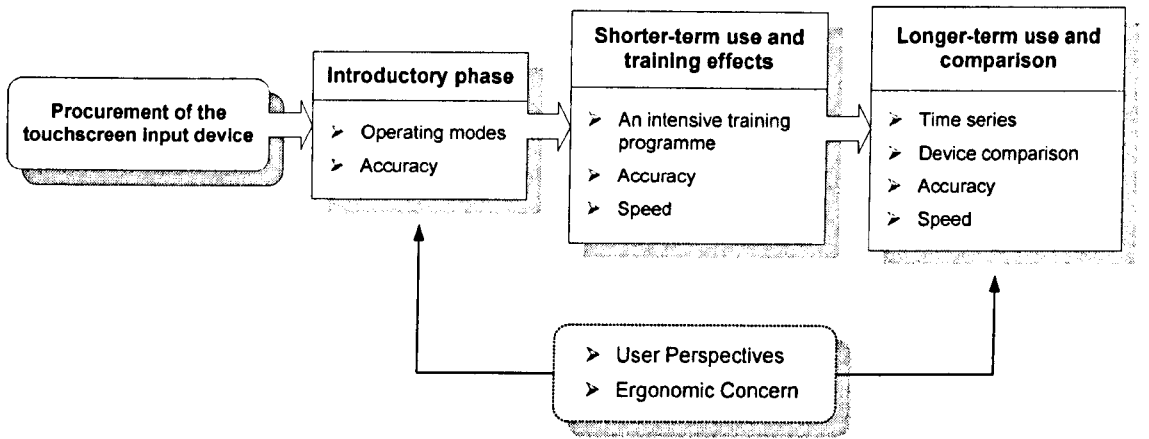 Procurement of the
touchscreen input device
Introductory phase
➢ Operating modes
➢ Accuracy
Shorter-term use and
training effects
➢ An intensive training
programme
➢ Accuracy
➢ Speed
Longer-term use and
comparison
➢ Time series
➢ Device comparison
➢ Accuracy
➢ Speed
➢ User Perspectives
➢ Ergonomic Concern